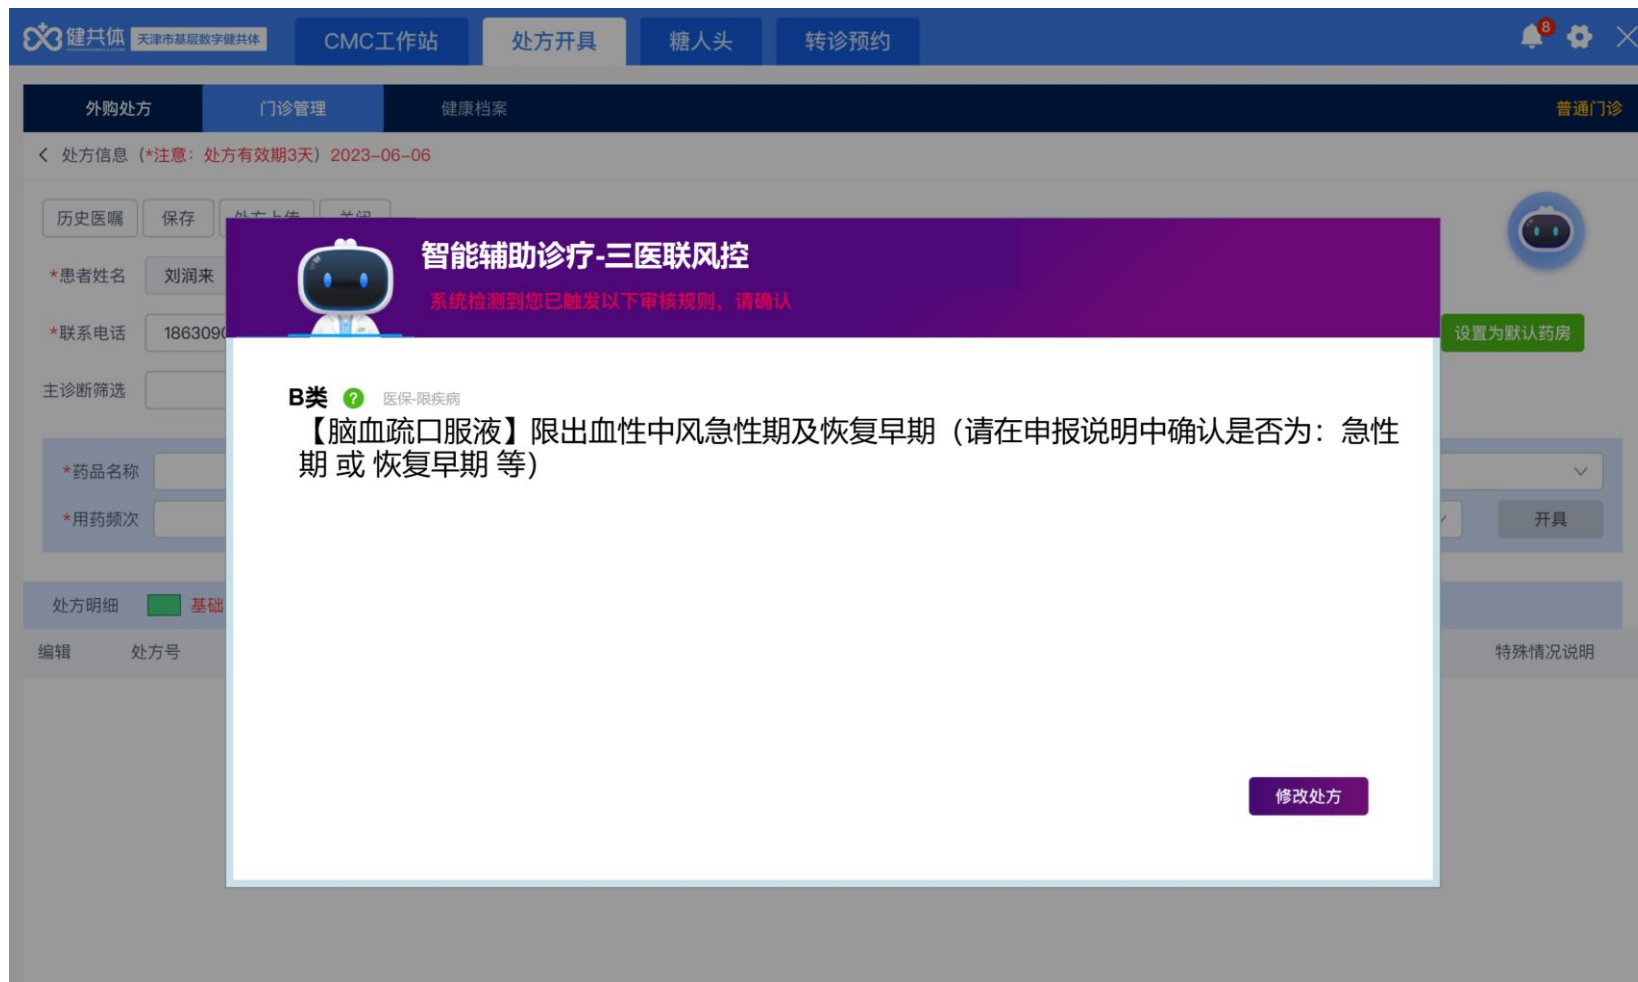 健共体 天津市基层数字健共体 CMC工作站 处方开具 糖人头 转诊预约 8
外购处方 门诊管理 健康档案 普通门诊
处方信息（*注意：处方有效期3天）2023-06-06
历史医嘱 保存 处方上传 关闭
智能辅助诊疗-三医联风控
*患者姓名 刘润来
系统检测到您已触发以下审核规则，请确认
*联系电话 186309
设置为默认药房
主诊断筛选
B类 ? 医保-限疾病
【脑血疏口服液】限出血性中风急性期及恢复早期（请在申报说明中确认是否为：急性
期 或 恢复早期 等）
*药品名称
*用药频次 开具
处方明细 基础
编辑 处方号 特殊情况说明
修改处方